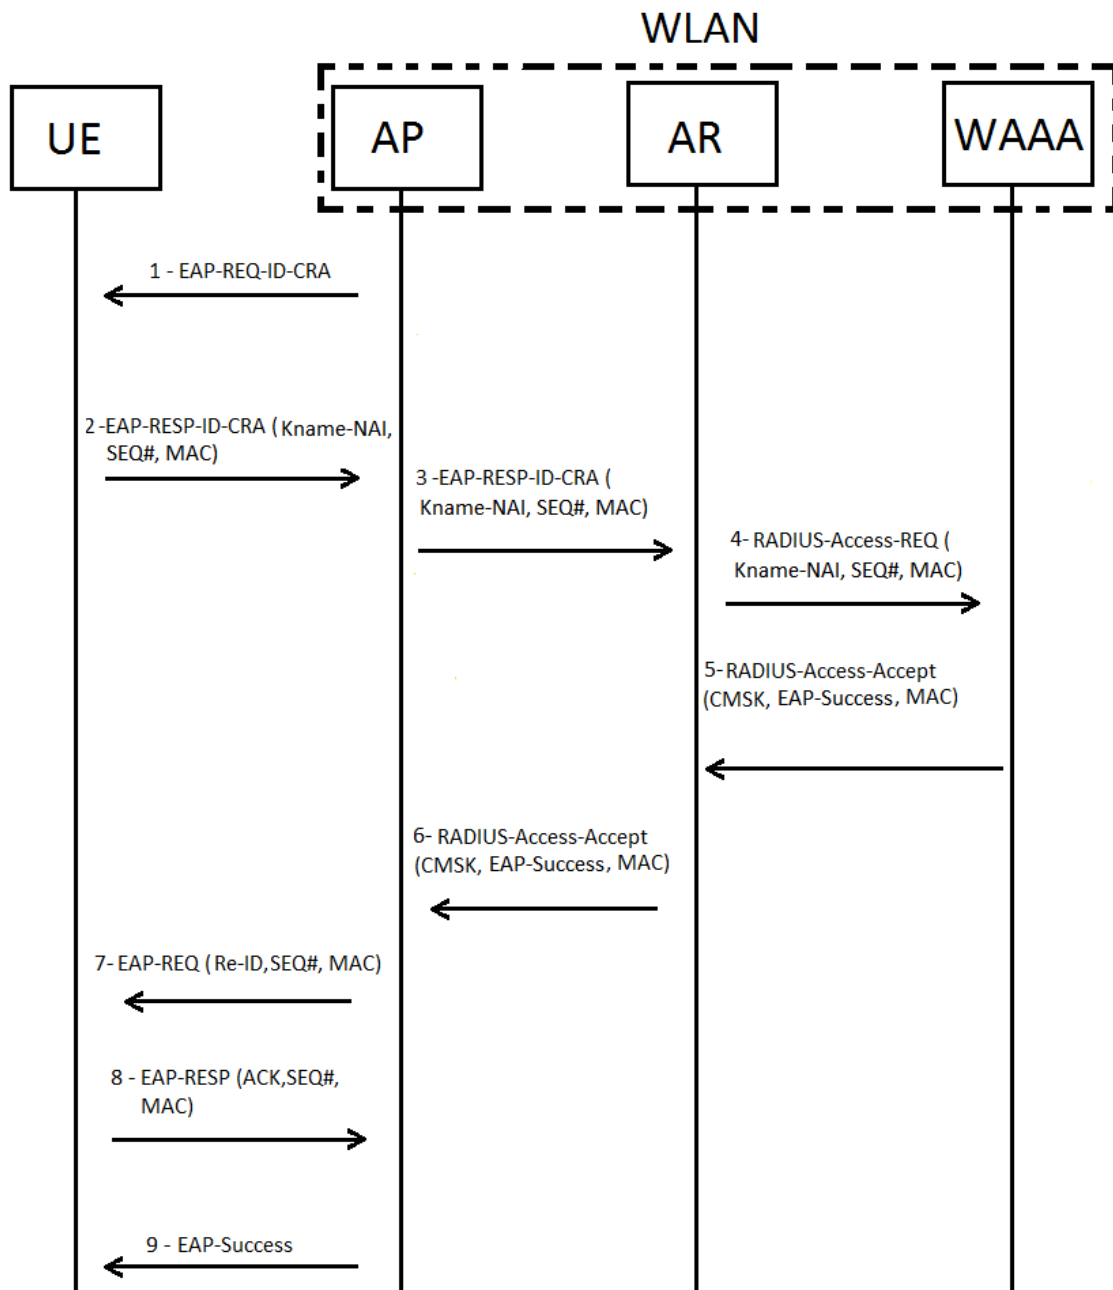 WLAN
UE
AP
AR
WAAA
1 - EAP-REQ-ID-CRA
2-EAP-RESP-ID-CRA ( Kname-NAI,
SEQ#, MAC)
3 -EAP-RESP-ID-CRA (
Kname-NAI, SEQ#, MAC)
4- RADIUS-Access-REQ (
Kname-NAI, SEQ#, MAC)
5- RADIUS-Access-Accept
(CMSK, EAP-Success, MAC)
6- RADIUS-Access-Accept
(CMSK, EAP-Success, MAC)
7- EAP-REQ ( Re-ID,SEQ#, MAC)
8 - EAP-RESP (ACK,SEQ#,
MAC)
9 - EAP-Success